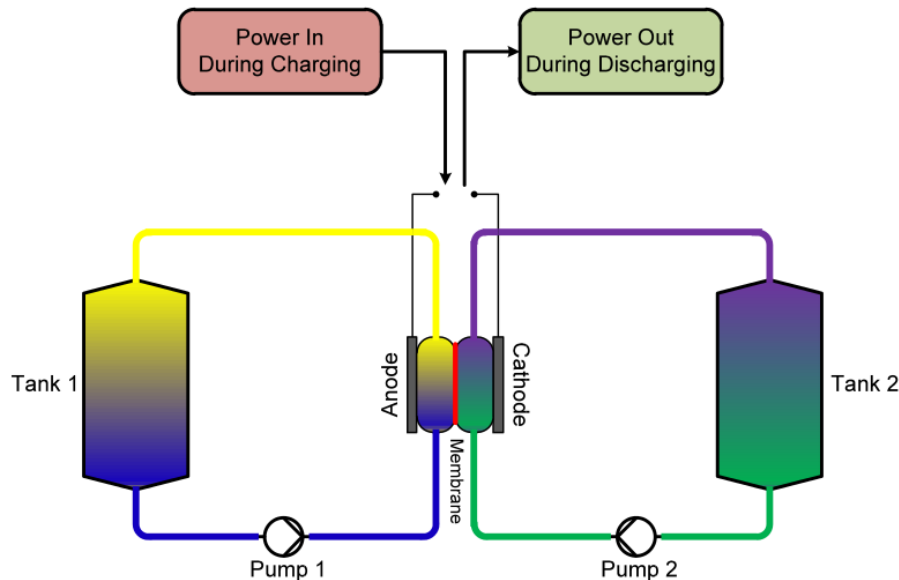 Power In
During Charging
Power Out
During Discharging
Tank 1
Anode
Membrane
Cathode
Tank 2
Pump 1
Pump 2